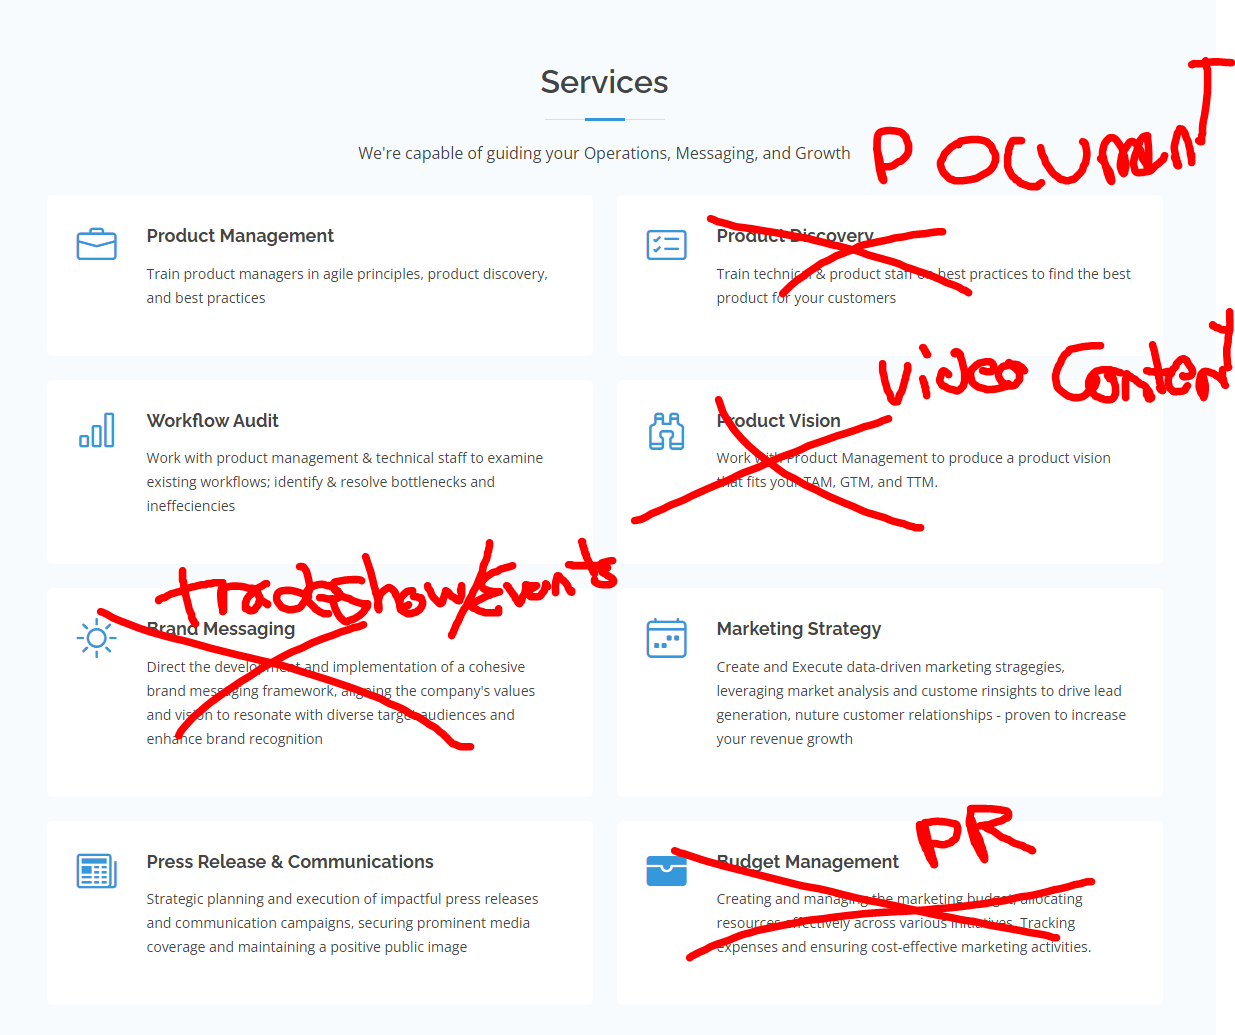 Services
We're capable of guiding your Operations, Messaging, and Growth
POCUMENT
Product Management
Train product managers in agile principles, product discovery,
and best practices
Product Discovery
Train technical & product staff on best practices to find the best
product for your customers
Video Content
Workflow Audit
Work with product management & technical staff to examine
existing workflows; identify & resolve bottlenecks and
ineffeciencies
Product Vision
Work with Product Management to produce a product vision
that fits your TAM, GTM, and TTM.
tradshow/Events
Brand Messaging
Direct the development and implementation of a cohesive
brand messaging framework, aligning the company's values
and vision to resonate with diverse target audiences and
enhance brand recognition
Marketing Strategy
Create and Execute data-driven marketing stragegies,
leveraging market analysis and custome rinsights to drive lead
generation, nuture customer relationships - proven to increase
your revenue growth
PR
Press Release & Communications
Strategic planning and execution of impactful press releases
and communication campaigns, securing prominent media
coverage and maintaining a positive public image
Budget Management
Creating and managing the marketing budget, allocating
resources effectively across various initiatives. Tracking
expenses and ensuring cost-effective marketing activities.